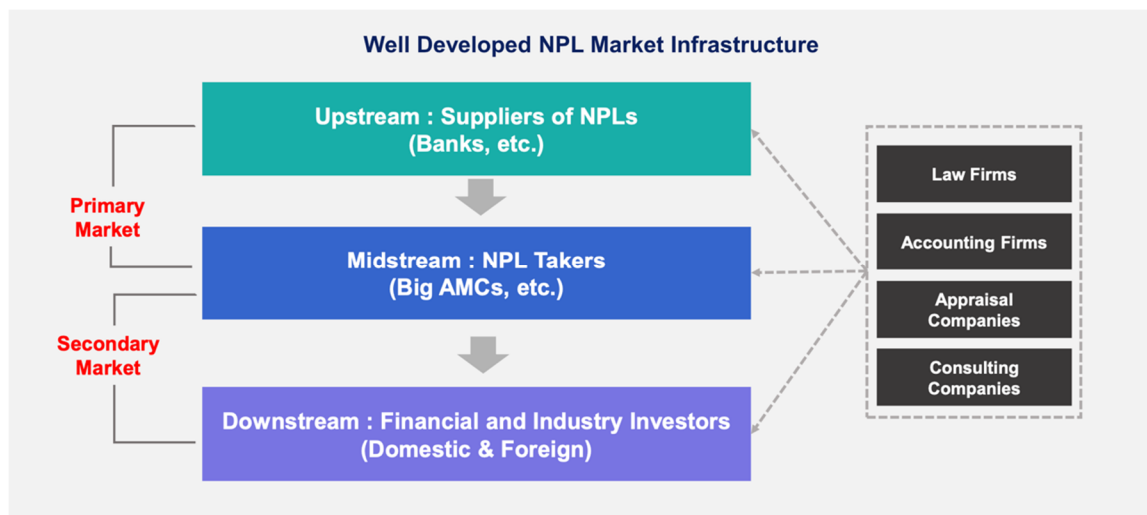 Well Developed NPL Market Infrastructure
Upstream : Suppliers of NPLs
(Banks, etc.)
Primary
Market
Midstream : NPL Takers
(Big AMCs, etc.)
Secondary
Market
Downstream : Financial and Industry Investors
(Domestic & Foreign)
Law Firms
Accounting Firms
Appraisal
Companies
Consulting
Companies